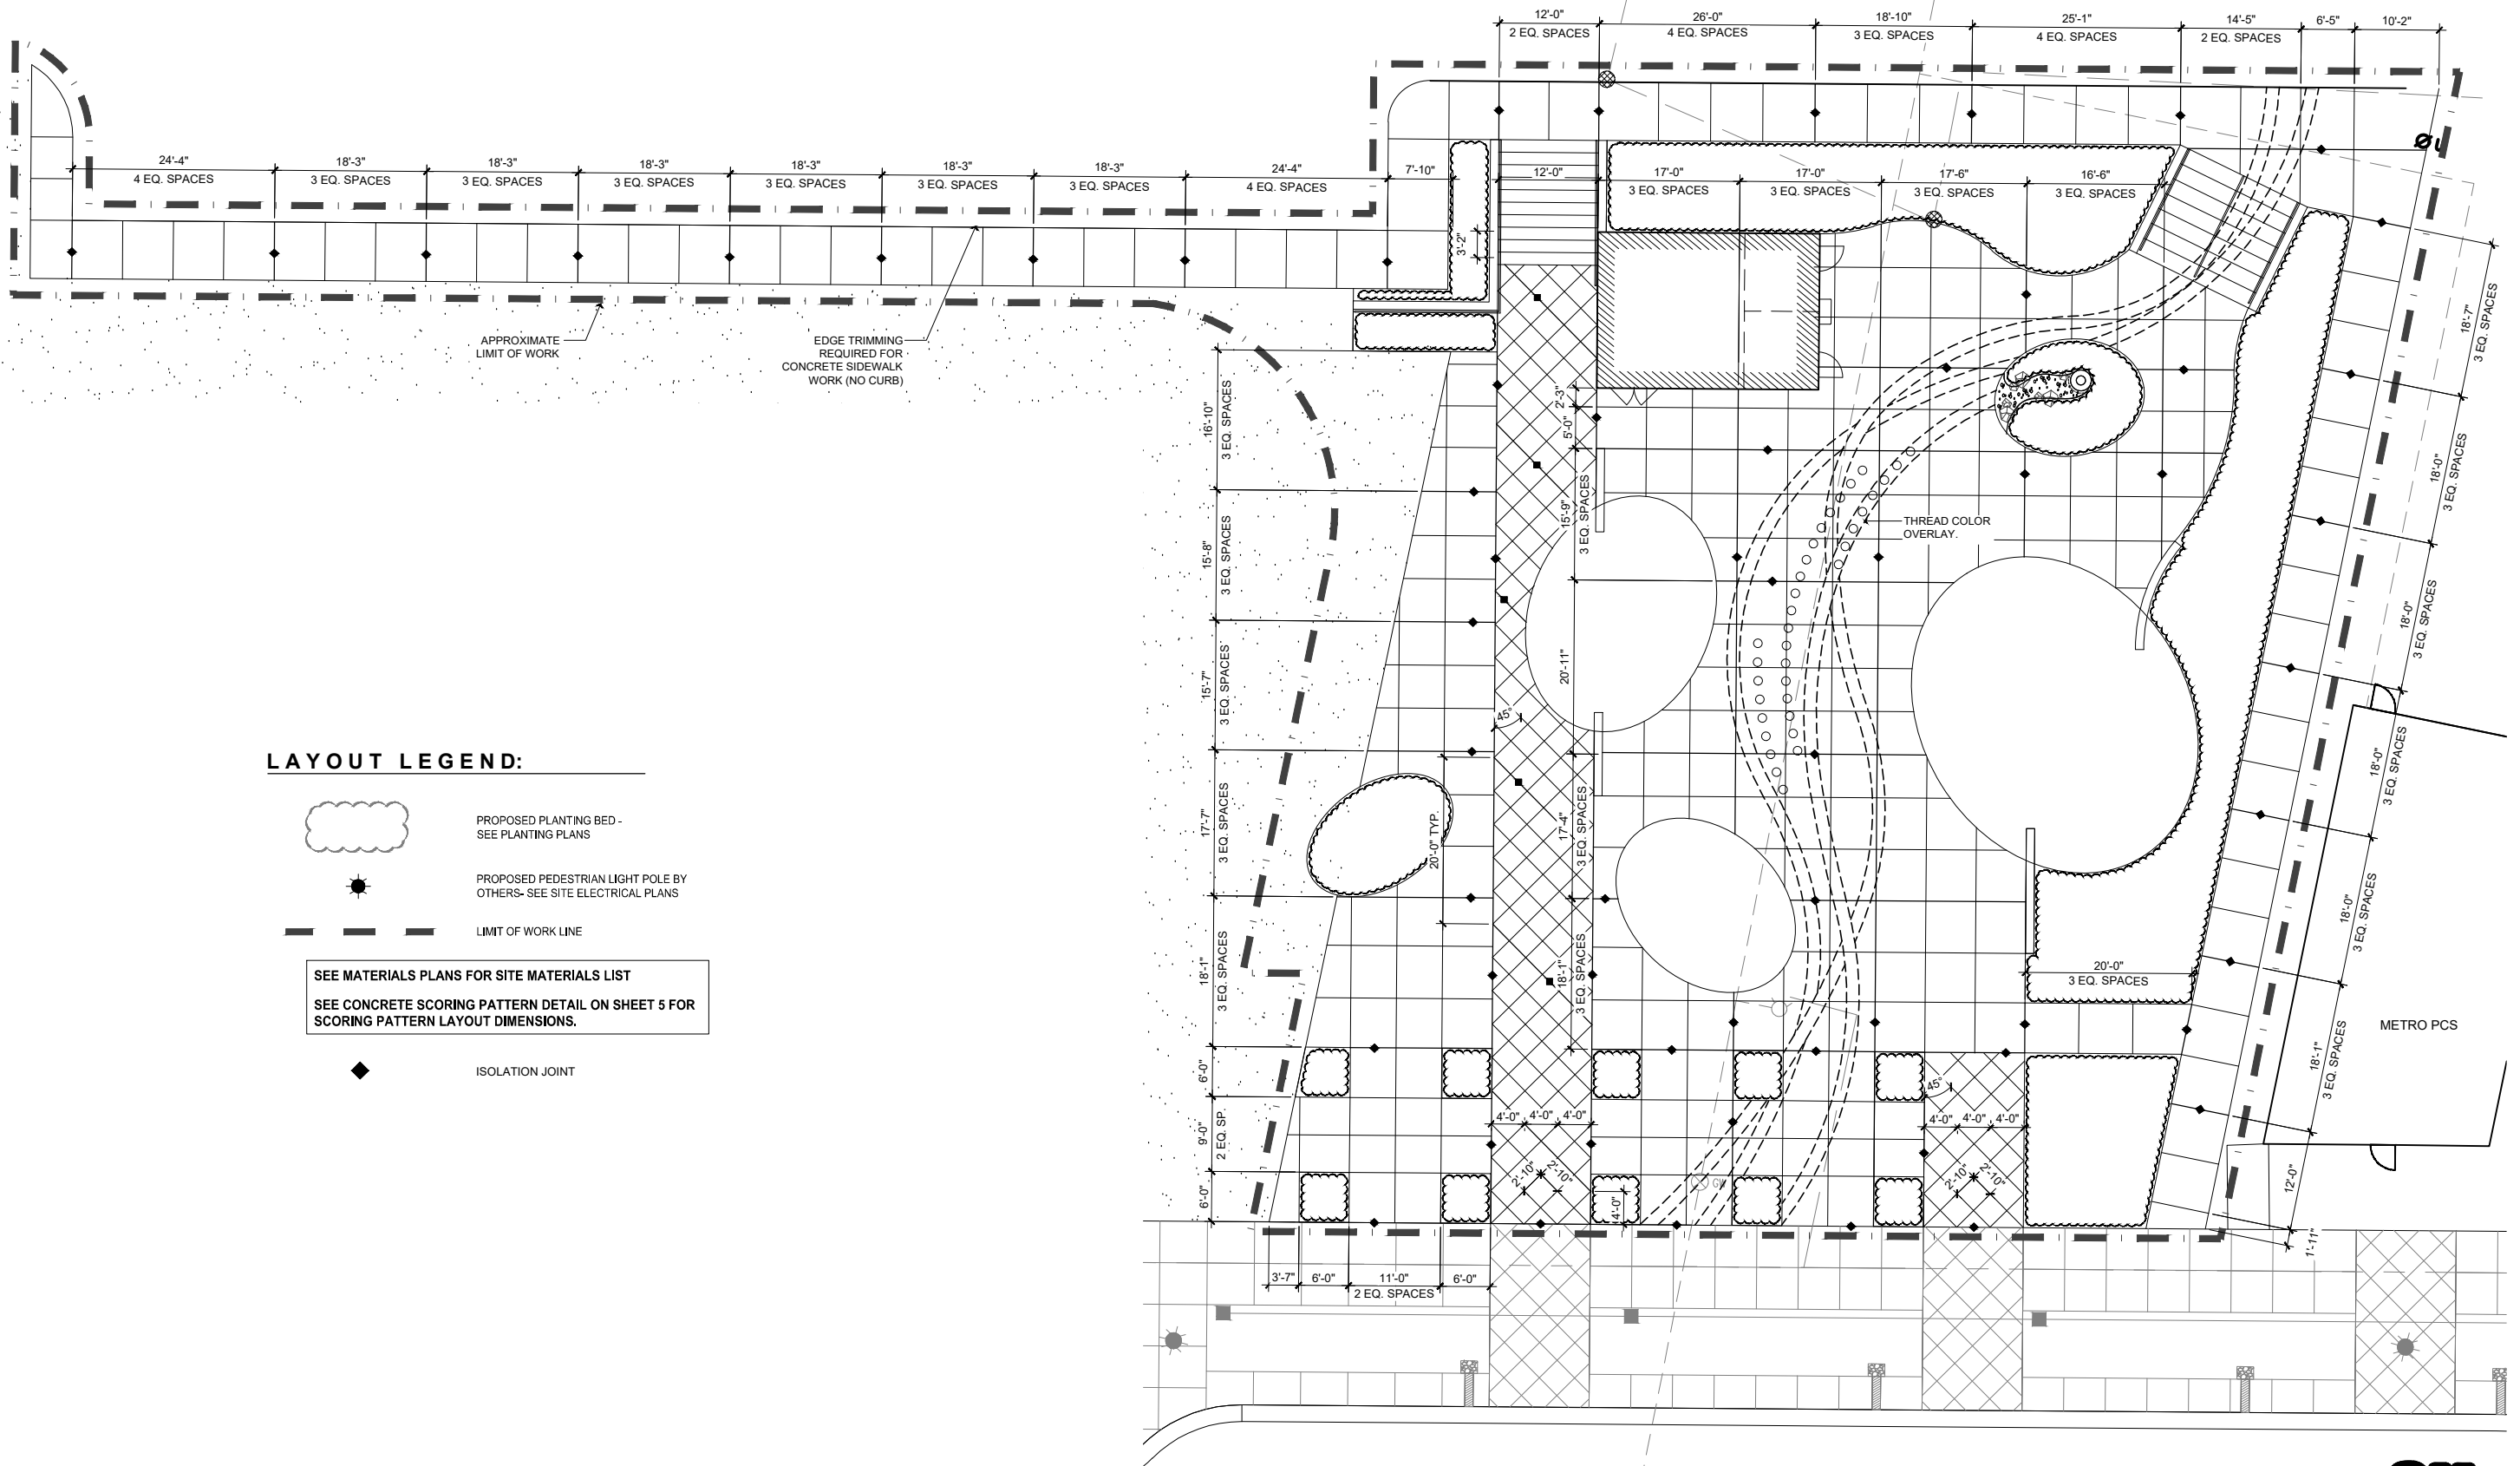 12'-0"
2 EQ. SPACES
26'-0"
4 EQ. SPACES
18'-10"
3 EQ. SPACES
25'-1"
4 EQ. SPACES
14'-5"
2 EQ. SPACES
6'-5"
10'-2"
24'-4"
4 EQ. SPACES
18'-3"
3 EQ. SPACES
18'-3"
3 EQ. SPACES
18'-3"
3 EQ. SPACES
18'-3"
3 EQ. SPACES
18'-3"
3 EQ. SPACES
18'-3"
3 EQ. SPACES
24'-4"
4 EQ. SPACES
7'-10"
12'-0"
17'-0"
3 EQ. SPACES
17'-0"
3 EQ. SPACES
17'-6"
3 EQ. SPACES
16'-6"
3 EQ. SPACES
3'-2"
APPROXIMATE
LIMIT OF WORK
EDGE TRIMMING
REQUIRED FOR
CONCRETE SIDEWALK
WORK (NO CURB)
16'-10"
3 EQ. SPACES
15'-8"
3 EQ. SPACES
15'-7"
3 EQ. SPACES
17'-7"
3 EQ. SPACES
18'-1"
3 EQ. SPACES
6'-0"
9'-0"
2 EQ. SP.
6'-0"
2'-3"
5'-0"
15'-9"
3 EQ. SPACES
20'-11"
17'-4"
3 EQ. SPACES
18'-1"
3 EQ. SPACES
45°
20'-0" TYP.
THREAD COLOR
OVERLAY.
18'-7"
3 EQ. SPACES
18'-0"
3 EQ. SPACES
18'-0"
3 EQ. SPACES
18'-0"
3 EQ. SPACES
18'-0"
3 EQ. SPACES
18'-1"
3 EQ. SPACES
12'-0"
1'-11"
20'-0"
3 EQ. SPACES
METRO PCS
45°
4'-0"
4'-0"
4'-0"
4'-0"
4'-0"
4'-0"
2'-10"
2'-10"
2'-10"
2'-10"
4'-0"
3'-7"
6'-0"
11'-0"
2 EQ. SPACES
6'-0"
LAYOUT LEGEND:
PROPOSED PLANTING BED -
SEE PLANTING PLANS
PROPOSED PEDESTRIAN LIGHT POLE BY
OTHERS- SEE SITE ELECTRICAL PLANS
LIMIT OF WORK LINE
SEE MATERIALS PLANS FOR SITE MATERIALS LIST
SEE CONCRETE SCORING PATTERN DETAIL ON SHEET 5 FOR
SCORING PATTERN LAYOUT DIMENSIONS.
ISOLATION JOINT